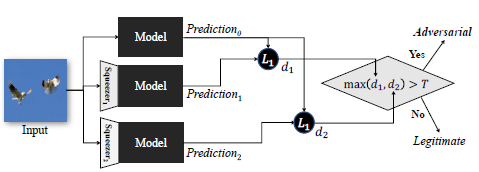 Model
Prediction₀
Adversarial
Yes
L₁
d₁
Squeezer₁
Model
Prediction₁
max(d₁, d₂) > T
Input
No
L₁
d₂
Squeezer₂
Model
Prediction₂
Legitimate